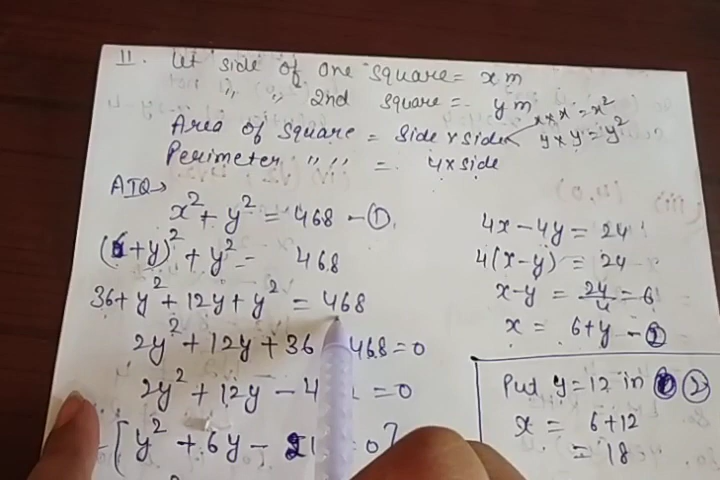 11. Let side of one square = x m
" " 2nd square = y m
Area of square = side x side x × x = x²
y × y = y²
Perimeter " " = 4 x side
ATQ→
x² + y² = 468 - ①
(6+y)² + y² = 468
36 + y² + 12y + y² = 468
2y² + 12y + 36 468 = 0
2y² + 12y - 4 = 0
[y² + 6y - 21 = 0]
4x - 4y = 24
4(x-y) = 24
x-y = 24/4 = 6
x = 6+y - ②
Put y=12 in ②
x = 6+12
= 18